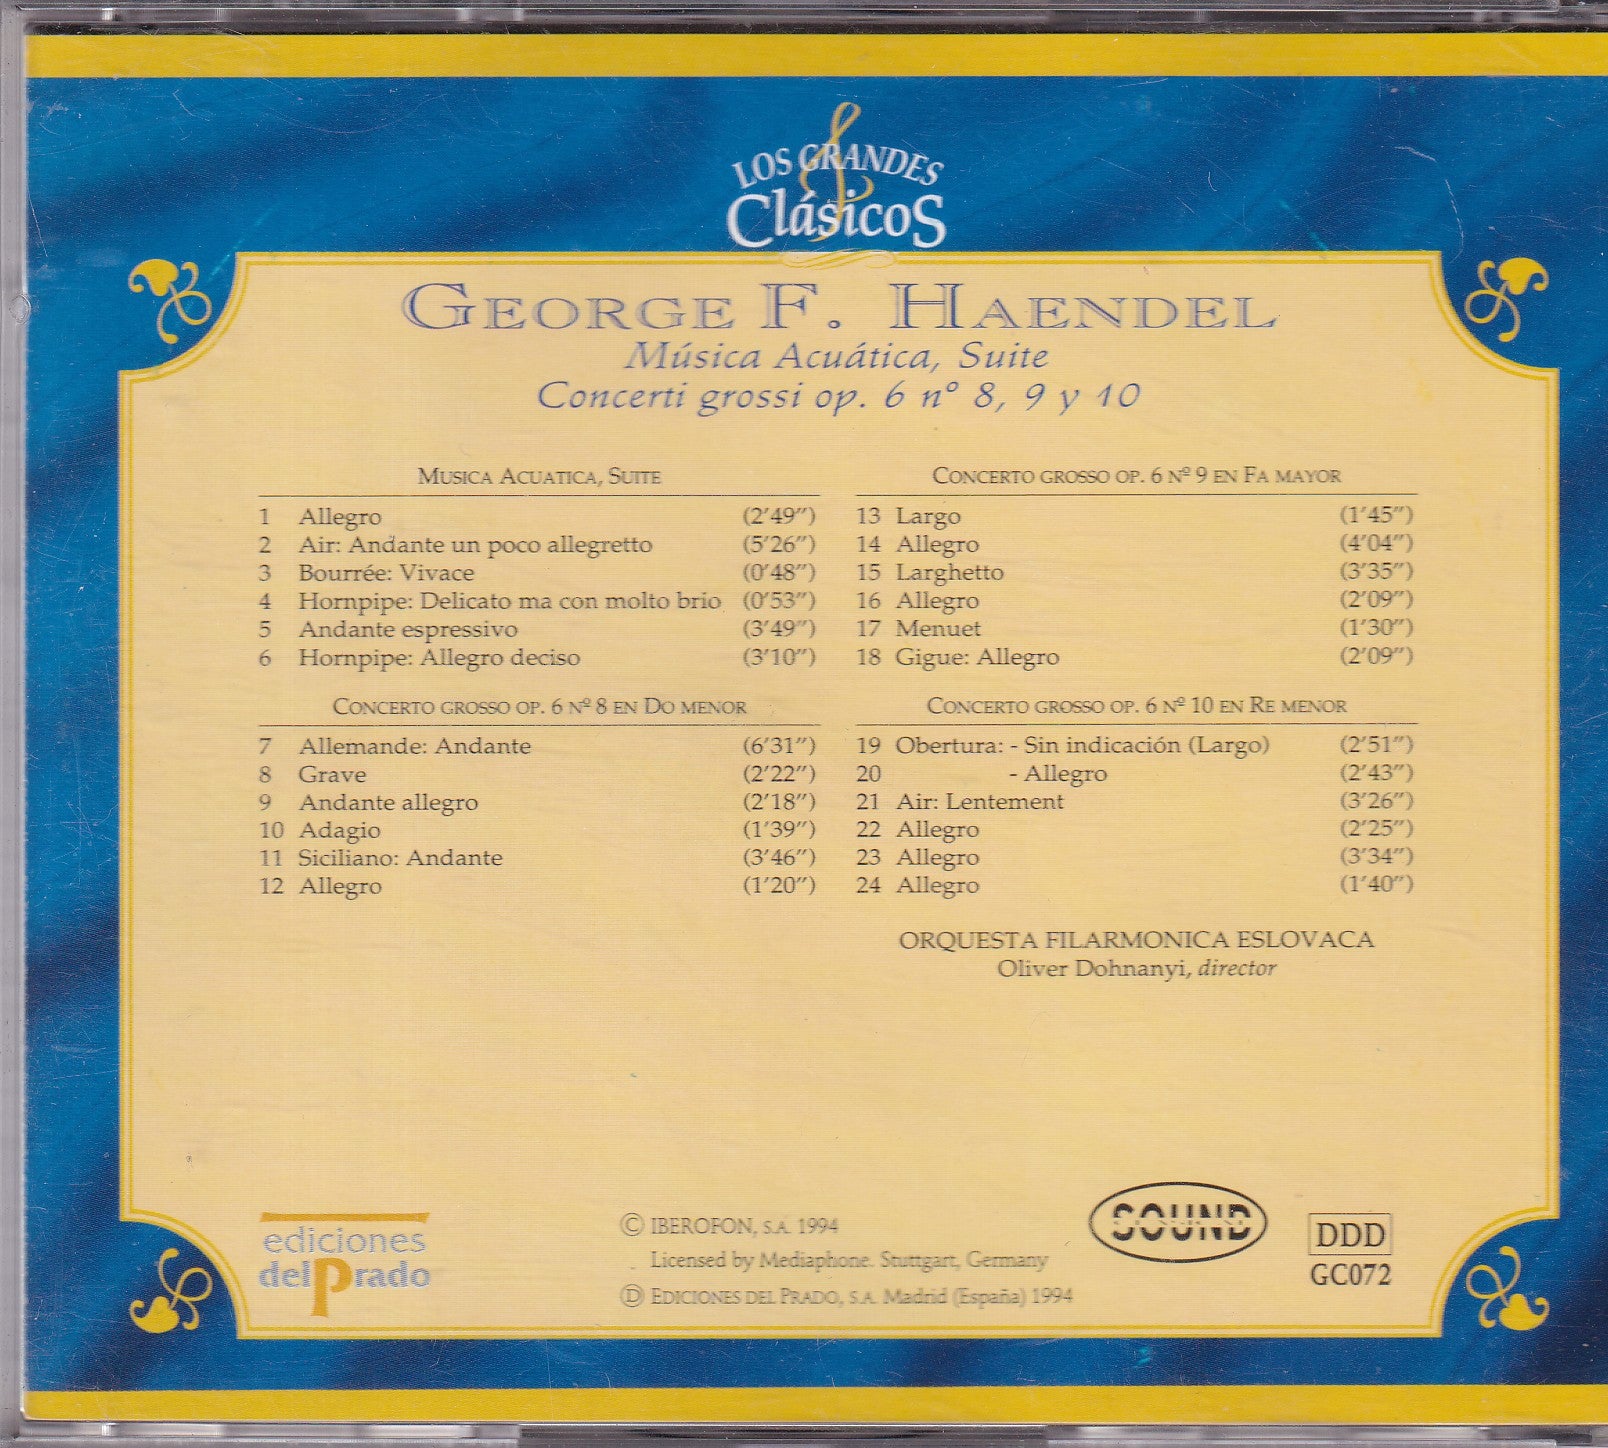 LOS GRANDES
Clásicos
GEORGE F. HAENDEL
Música Acuática, Suite
Concerti grossi op. 6 nº 8, 9 y 10
MUSICA ACUATICA, SUITE
1 Allegro (2'49")
2 Air: Andante un poco allegretto (5'26")
3 Bourrée: Vivace (0'48")
4 Hornpipe: Delicato ma con molto brio (0'53")
5 Andante espressivo (3'49")
6 Hornpipe: Allegro deciso (3'10")
CONCERTO GROSSO OP. 6 Nº 8 EN DO MENOR
7 Allemande: Andante (6'31")
8 Grave (2'22")
9 Andante allegro (2'18")
10 Adagio (1'39")
11 Siciliano: Andante (3'46")
12 Allegro (1'20")
CONCERTO GROSSO OP. 6 Nº 9 EN FA MAYOR
13 Largo (1'45")
14 Allegro (4'04")
15 Larghetto (3'35")
16 Allegro (2'09")
17 Menuet (1'30")
18 Gigue: Allegro (2'09")
CONCERTO GROSSO OP. 6 Nº 10 EN RE MENOR
19 Obertura: - Sin indicación (Largo) (2'51")
20 - Allegro (2'43")
21 Air: Lentement (3'26")
22 Allegro (2'25")
23 Allegro (3'34")
24 Allegro (1'40")
ORQUESTA FILARMONICA ESLOVACA
Oliver Dohnanyi, director
ediciones
delPrado
© IBEROFON, S.A. 1994
Licensed by Mediaphone. Stuttgart, Germany
Ⓓ EDICIONES DEL PRADO, S.A. Madrid (España) 1994
SOUND
DDD
GC072